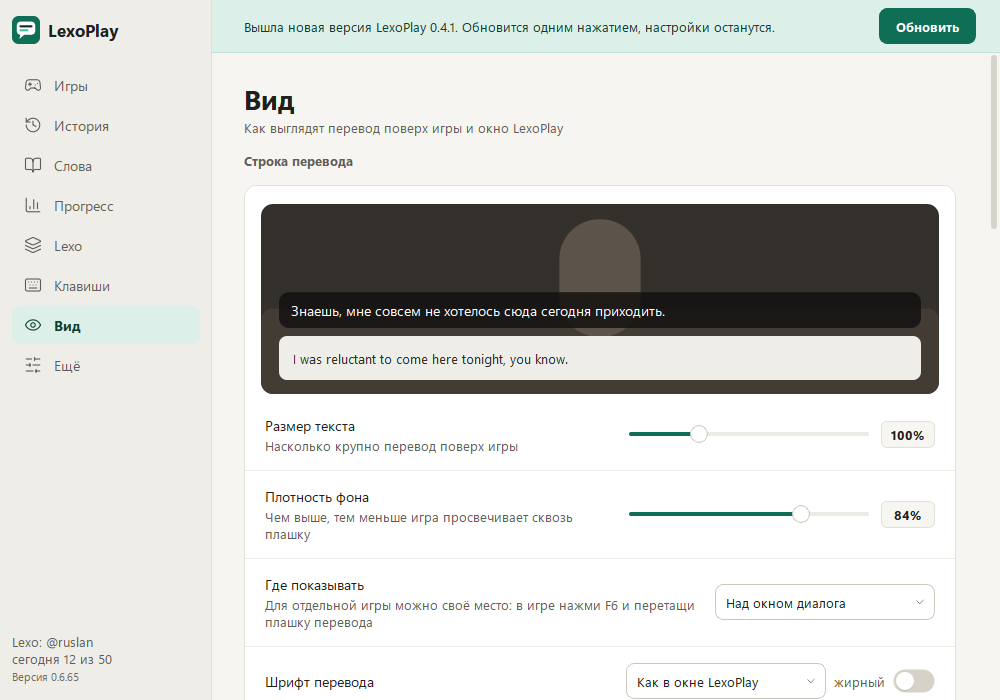 LexoPlay
Игры
История
Слова
Прогресс
Lexo
Клавиши
Вид
Ещё
Lexo: @ruslan
сегодня 12 из 50
Версия 0.6.65
Вышла новая версия LexoPlay 0.4.1. Обновится одним нажатием, настройки останутся.
Обновить
Вид
Как выглядят перевод поверх игры и окно LexoPlay
Строка перевода
Знаешь, мне совсем не хотелось сюда сегодня приходить.
I was reluctant to come here tonight, you know.
Размер текста
Насколько крупно перевод поверх игры
100%
Плотность фона
Чем выше, тем меньше игра просвечивает сквозь
плашку
84%
Где показывать
Для отдельной игры можно своё место: в игре нажми F6 и перетащи
плашку перевода
Над окном диалога
Шрифт перевода
Как в окне LexoPlay
жирный